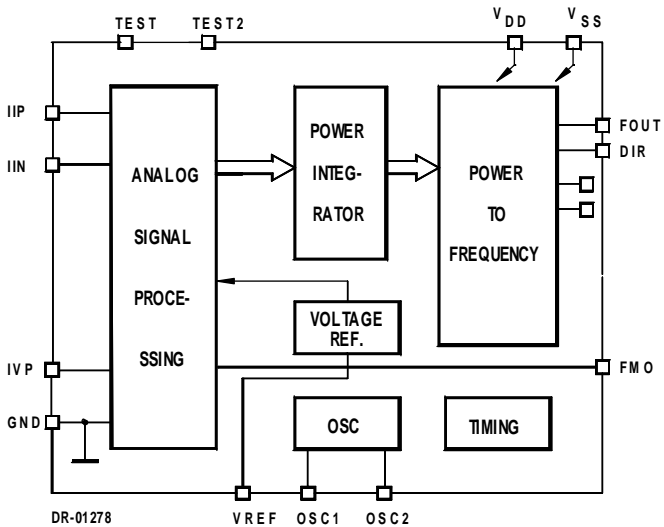 TEST TEST2 VDD VSS
IIP
IIN
IVP
GND
ANALOG
SIGNAL
PROCE-
SSING
POWER
INTEG-
RATOR
POWER
TO
FREQUENCY
VOLTAGE
REF.
OSC
TIMING
FOUT
DIR
FMO
DR-01278
VREF OSC1 OSC2